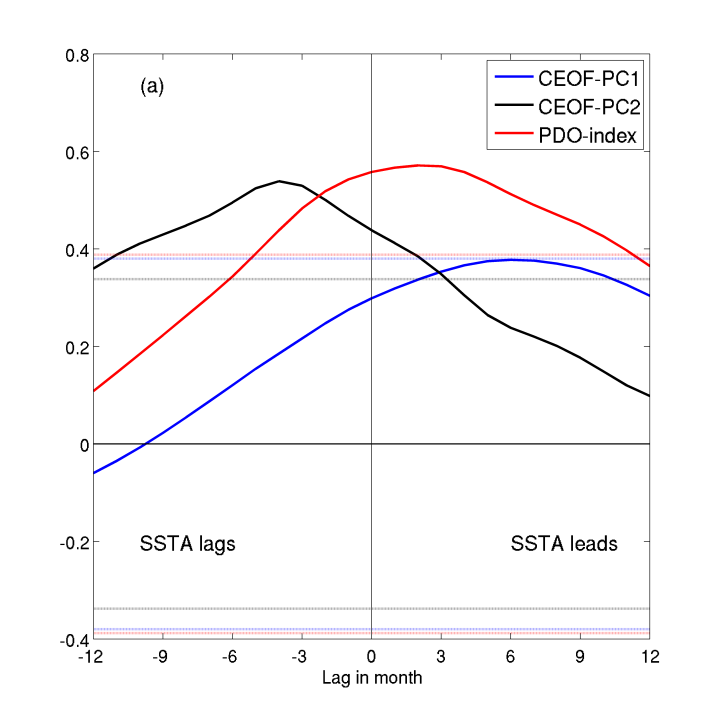 (a)
CEOF-PC1
CEOF-PC2
PDO-index
0.8
0.6
0.4
0.2
0
-0.2
-0.4
SSTA lags
SSTA leads
-12 -9 -6 -3 0 3 6 9 12
Lag in month